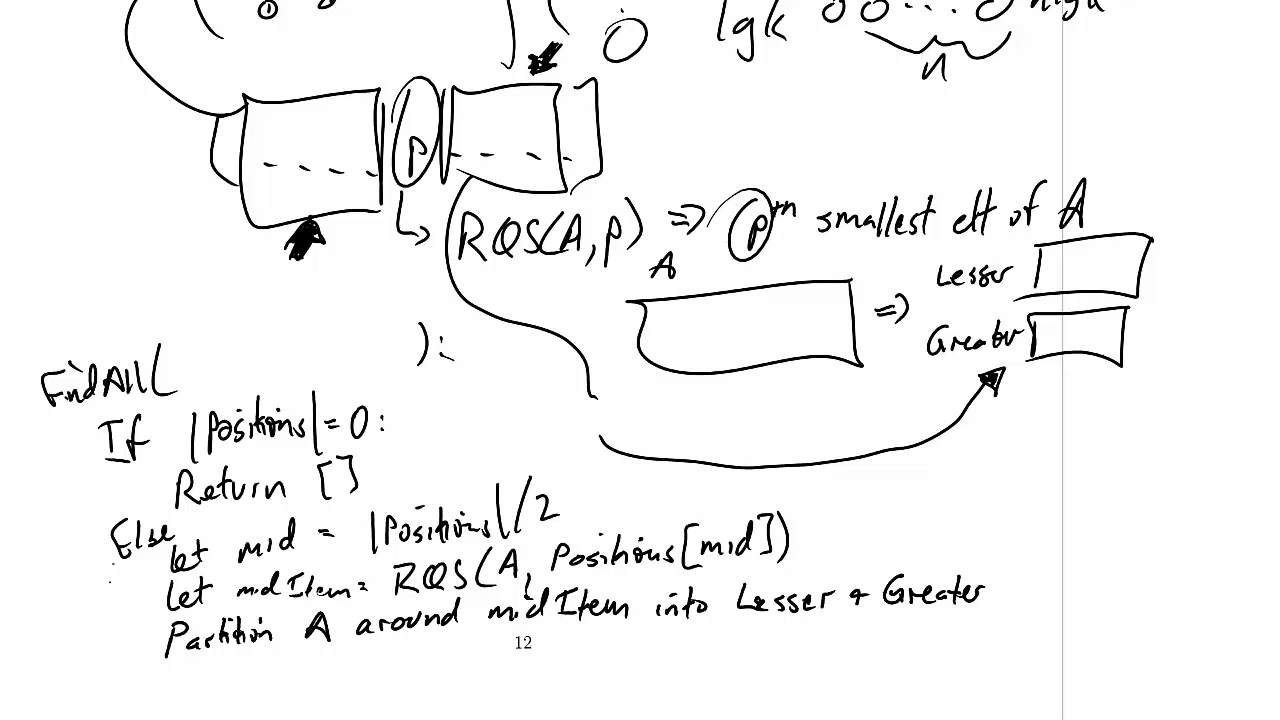 lgk
n
p
RQS(A, p) ⇒ pth smallest elt of A
A
⇒
Lesser
Greater
FindAll( ):
If |Positions| = 0:
Return []
Else
let mid = |Positions|/2
Let midItem = RQS(A, Positions[mid])
Partition A around midItem into Lesser + Greater
12